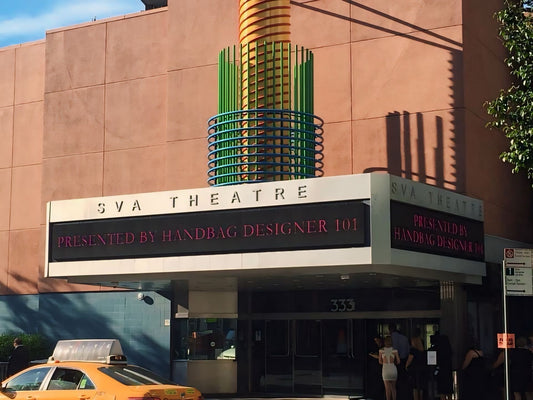 SVA THEATRE
PRESENTED BY HANDBAG DESIGNER 101
SVA THEATRE
PRESENTED BY
HANDBAG DESIGNER 101
333